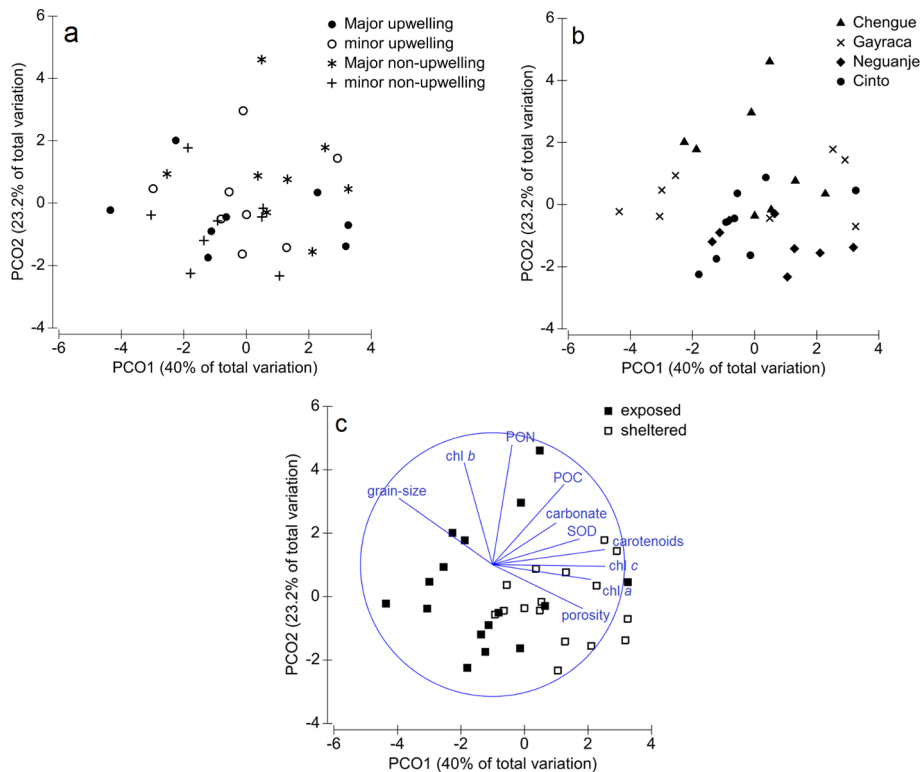 a
Major upwelling
minor upwelling
Major non-upwelling
minor non-upwelling
PCO2 (23.2% of total variation)
6
4
2
0
-2
-4
-6 -4 -2 0 2 4
PCO1 (40% of total variation)
b
Chengue
Gayraca
Neguanje
Cinto
PCO2 (23.2% of total variation)
6
4
2
0
-2
-4
-6 -4 -2 0 2 4
PCO1 (40% of total variation)
c
exposed
sheltered
PCO2 (23.2% of total variation)
6
4
2
0
-2
-4
PON
chl b
POC
grain-size
carbonate
SOD
carotenoids
chl c
chl a
porosity
-6 -4 -2 0 2 4
PCO1 (40% of total variation)